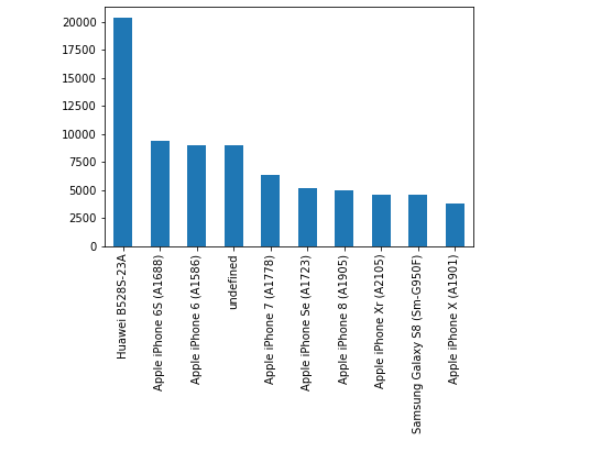 20000
17500
15000
12500
10000
7500
5000
2500
0
Huawei B528S-23A
Apple iPhone 6S (A1688)
Apple iPhone 6 (A1586)
undefined
Apple iPhone 7 (A1778)
Apple iPhone Se (A1723)
Apple iPhone 8 (A1905)
Apple iPhone Xr (A2105)
Samsung Galaxy S8 (Sm-G950F)
Apple iPhone X (A1901)